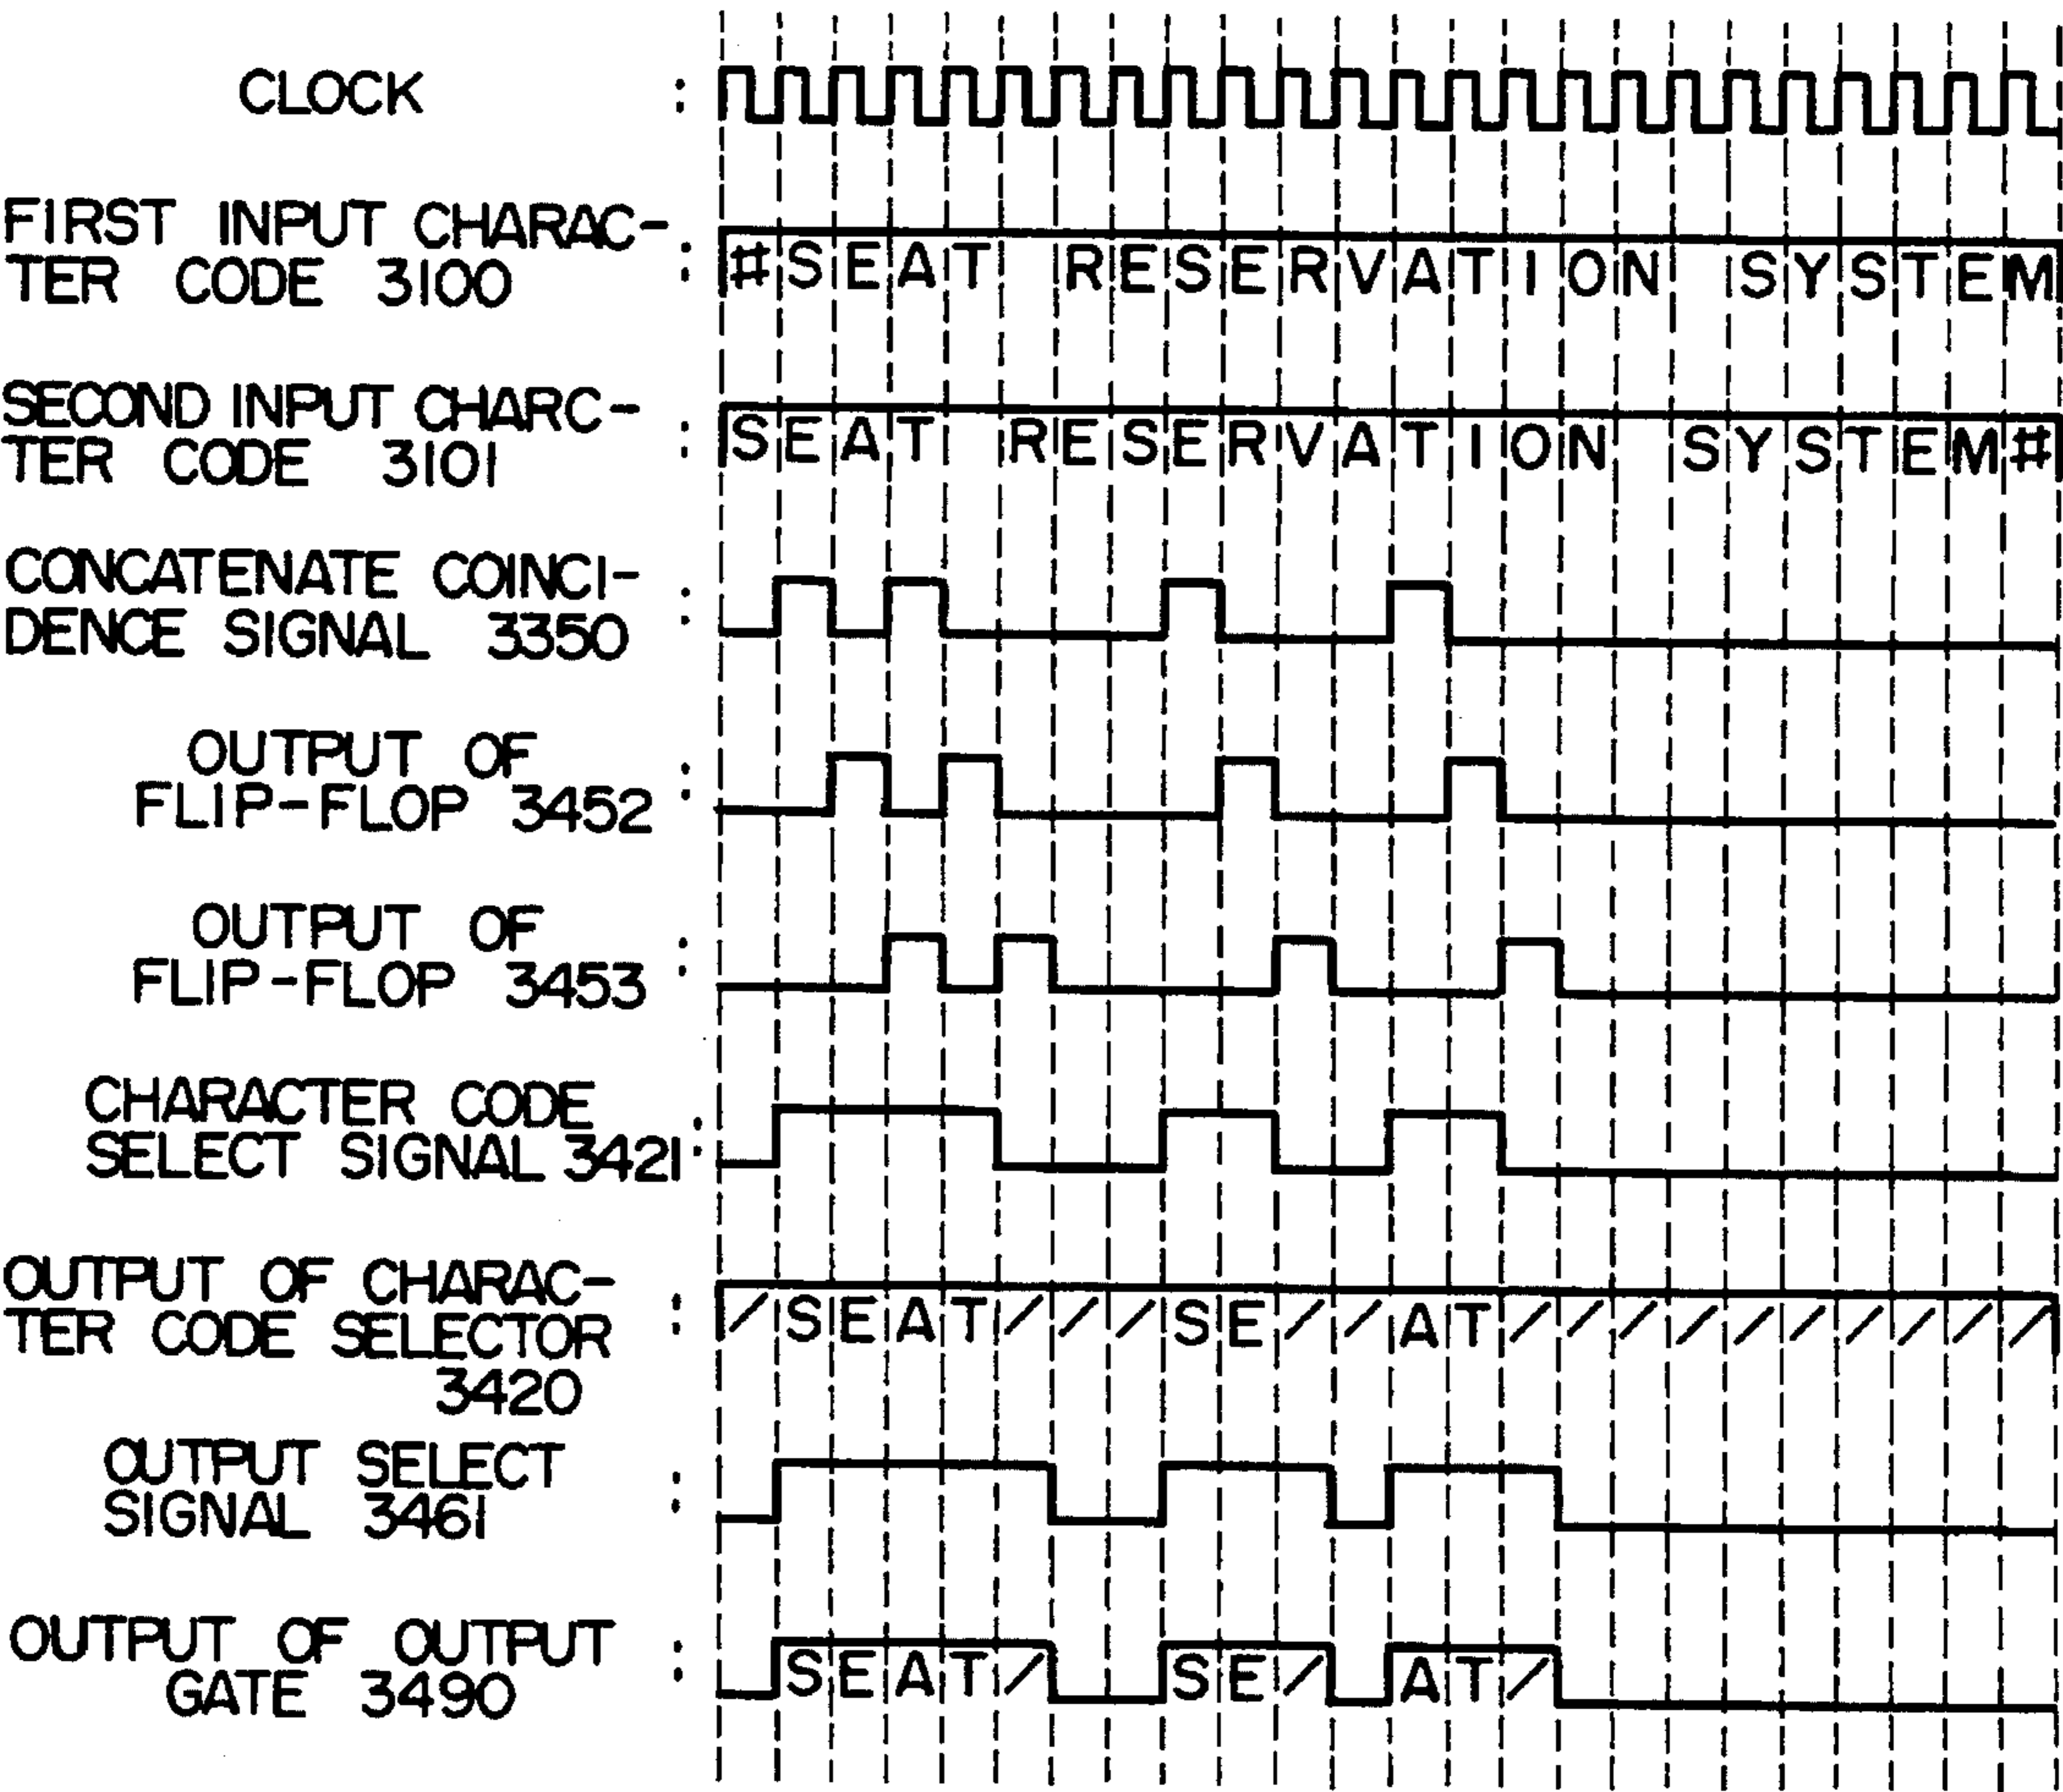 CLOCK :
FIRST INPUT CHARAC-
TER CODE 3100 : #SEAT RESERVATION SYSTEM
SECOND INPUT CHARC-
TER CODE 3101 : SEAT RESERVATION SYSTEM#
CONCATENATE COINCI-
DENCE SIGNAL 3350 :
OUTPUT OF
FLIP-FLOP 3452 :
OUTPUT OF
FLIP-FLOP 3453 :
CHARACTER CODE
SELECT SIGNAL 3421 :
OUTPUT OF CHARAC-
TER CODE SELECTOR : /SEAT///SE//AT//////////
3420
OUTPUT SELECT
SIGNAL 3461 :
OUTPUT OF OUTPUT
GATE 3490 : SEAT/ SE/ AT/